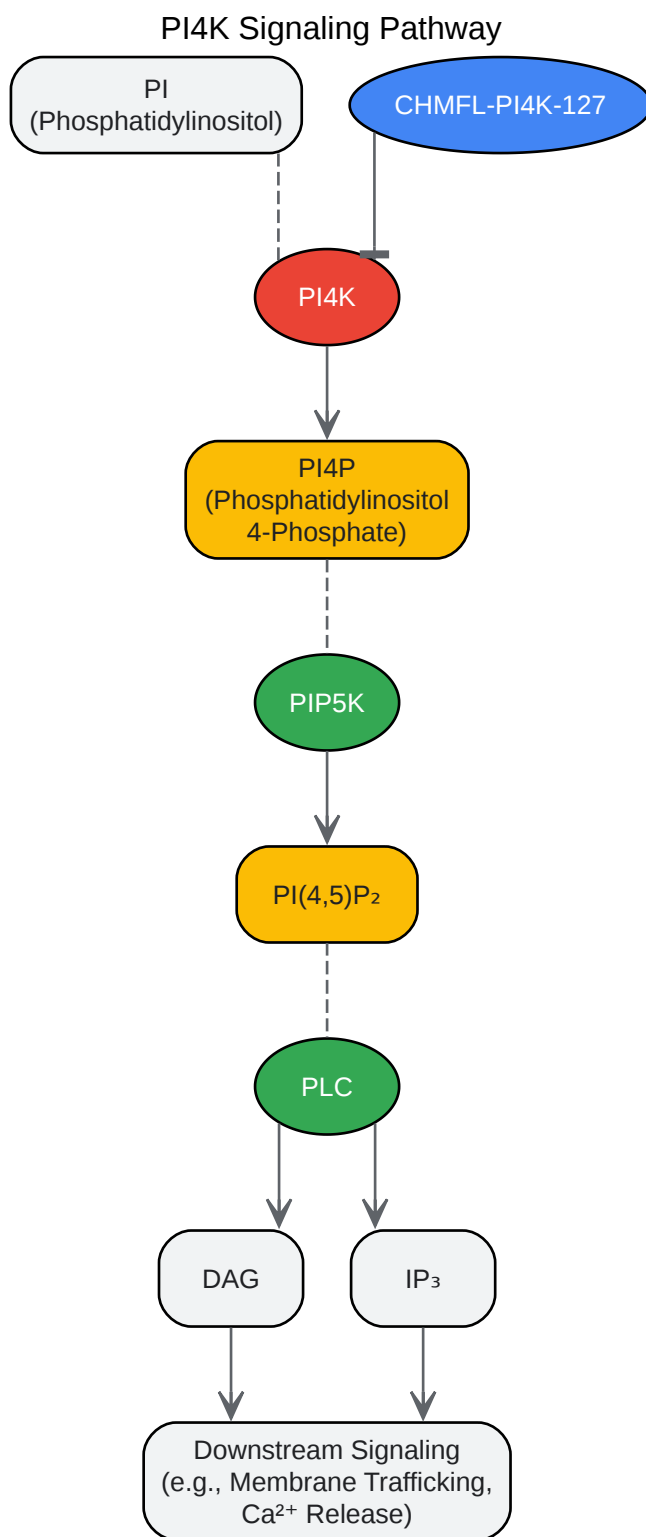 PI4K Signaling Pathway
PI
(Phosphatidylinositol)
CHMFL-PI4K-127
PI4K
PI4P
(Phosphatidylinositol
4-Phosphate)
PIP5K
PI(4,5)P₂
PLC
DAG
IP₃
Downstream Signaling
(e.g., Membrane Trafficking,
Ca²⁺ Release)